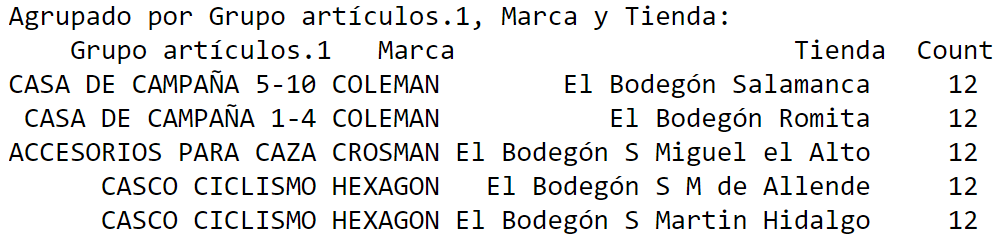 Agrupado por Grupo artículos.1, Marca y Tienda:
Grupo artículos.1 Marca Tienda Count
CASA DE CAMPAÑA 5-10 COLEMAN El Bodegón Salamanca 12
CASA DE CAMPAÑA 1-4 COLEMAN El Bodegón Romita 12
ACCESORIOS PARA CAZA CROSMAN El Bodegón S Miguel el Alto 12
CASCO CICLISMO HEXAGON El Bodegón S M de Allende 12
CASCO CICLISMO HEXAGON El Bodegón S Martin Hidalgo 12